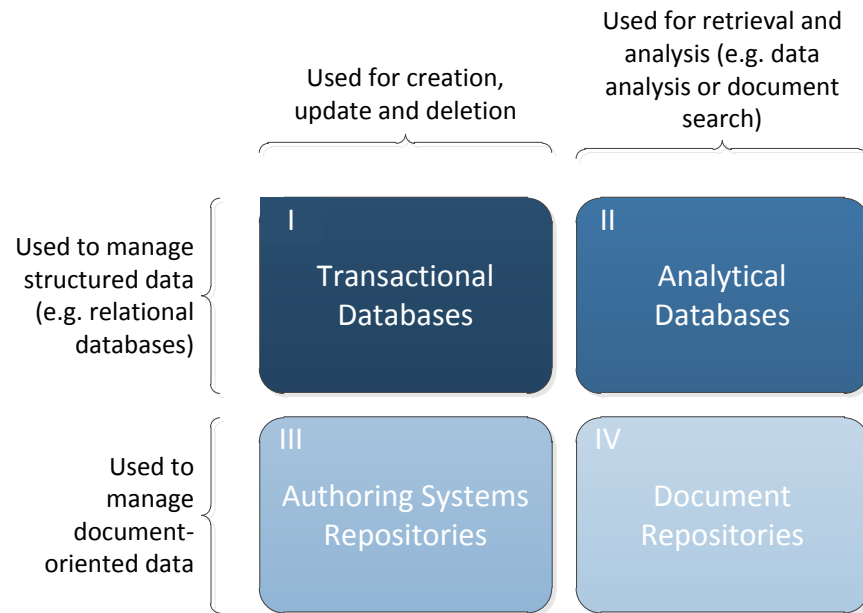 Used for creation,
update and deletion
Used for retrieval and
analysis (e.g. data
analysis or document
search)
Used to manage
structured data
(e.g. relational
databases)
I
Transactional
Databases
II
Analytical
Databases
Used to
manage
document-
oriented data
III
Authoring Systems
Repositories
IV
Document
Repositories